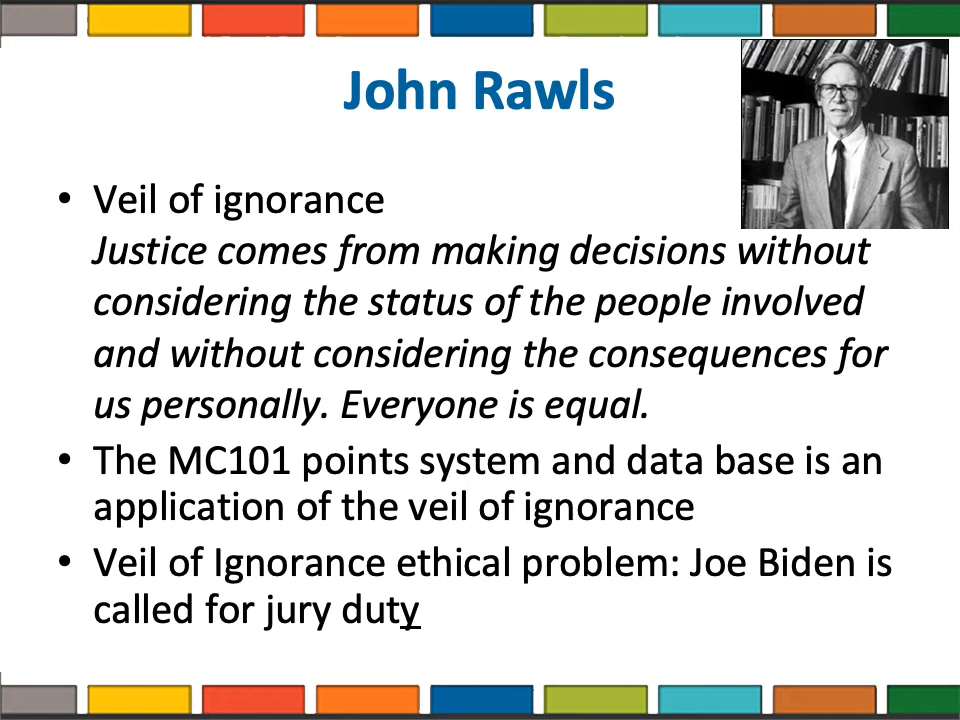 John Rawls
• Veil of ignorance
Justice comes from making decisions without
considering the status of the people involved
and without considering the consequences for
us personally. Everyone is equal.
• The MC101 points system and data base is an
application of the veil of ignorance
• Veil of Ignorance ethical problem: Joe Biden is
called for jury duty